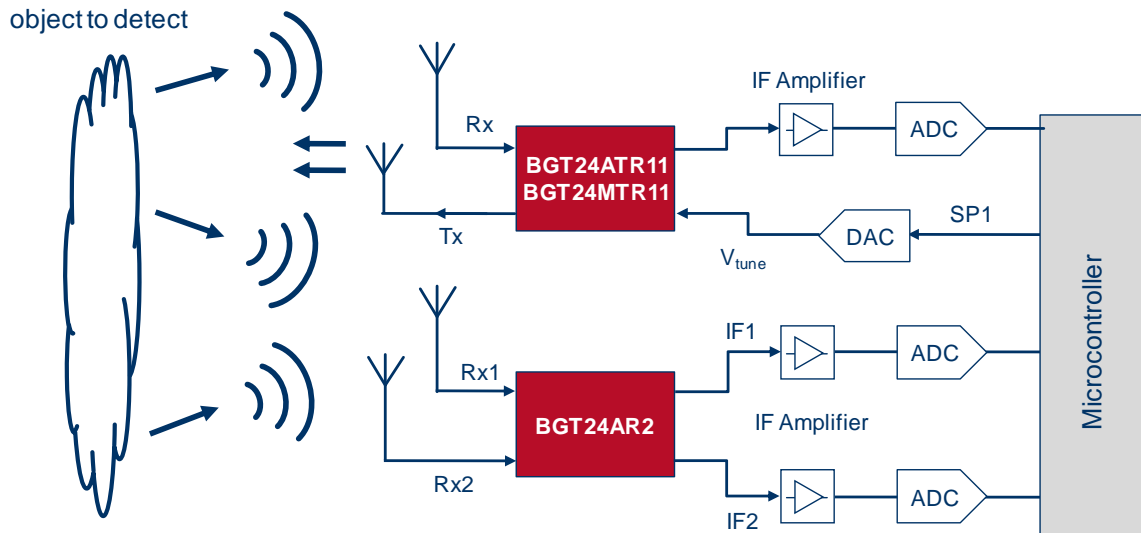 object to detect
IF Amplifier
Rx
ADC
BGT24ATR11
BGT24MTR11
SP1
DAC
Tx
Vtune
IF1
Rx1
ADC
BGT24AR2
IF Amplifier
Rx2
ADC
IF2
Microcontroller